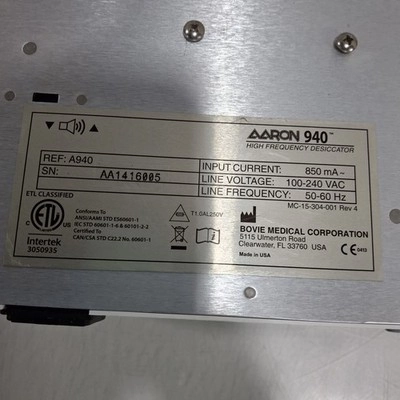 AARON 940™
HIGH FREQUENCY DESICCATOR
REF: A940
SN: AA1416005
INPUT CURRENT: 850 mA~
LINE VOLTAGE: 100-240 VAC
LINE FREQUENCY: 50-60 Hz
MC-15-304-001 Rev 4
ETL CLASSIFIED
ETL
Intertek
3050935
Conforms To
ANSI/AAMI STD ES60601-1
IEC STD 60601-1-6 & 60101-2-2
Certified To
CAN/CSA STD C22.2 No. 60601-1
T1.0AL250V
BOVIE MEDICAL CORPORATION
5115 Ulmerton Road
Clearwater, FL 33760 USA
Made in USA
CE 0413